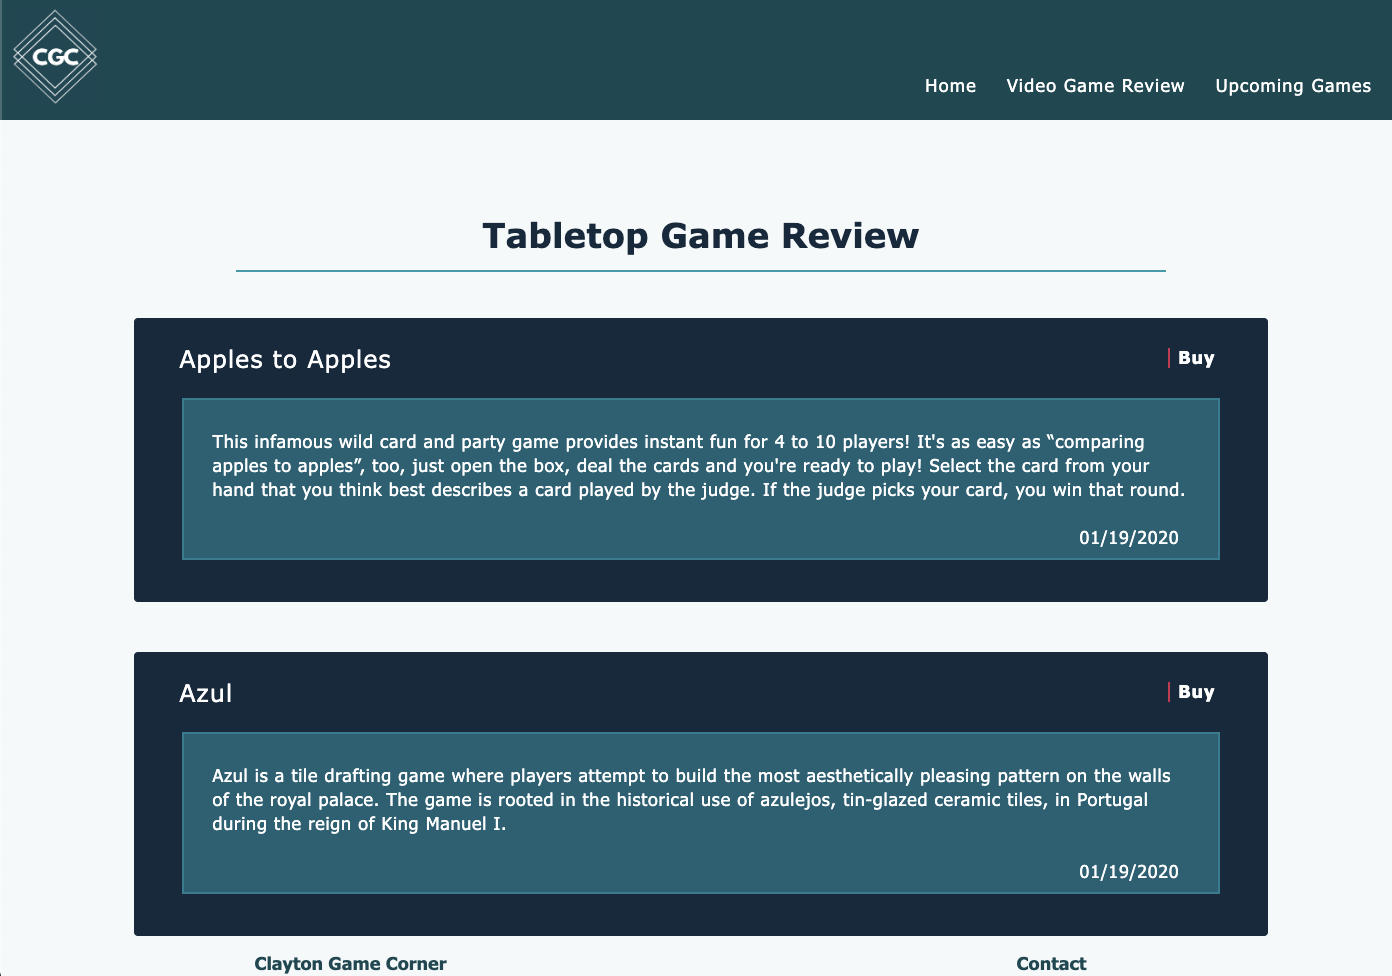 CGC
Home Video Game Review Upcoming Games
Tabletop Game Review
Apples to Apples
Buy
This infamous wild card and party game provides instant fun for 4 to 10 players! It's as easy as “comparing
apples to apples”, too, just open the box, deal the cards and you're ready to play! Select the card from your
hand that you think best describes a card played by the judge. If the judge picks your card, you win that round.
01/19/2020
Azul
Buy
Azul is a tile drafting game where players attempt to build the most aesthetically pleasing pattern on the walls
of the royal palace. The game is rooted in the historical use of azulejos, tin-glazed ceramic tiles, in Portugal
during the reign of King Manuel I.
01/19/2020
Clayton Game Corner
Contact